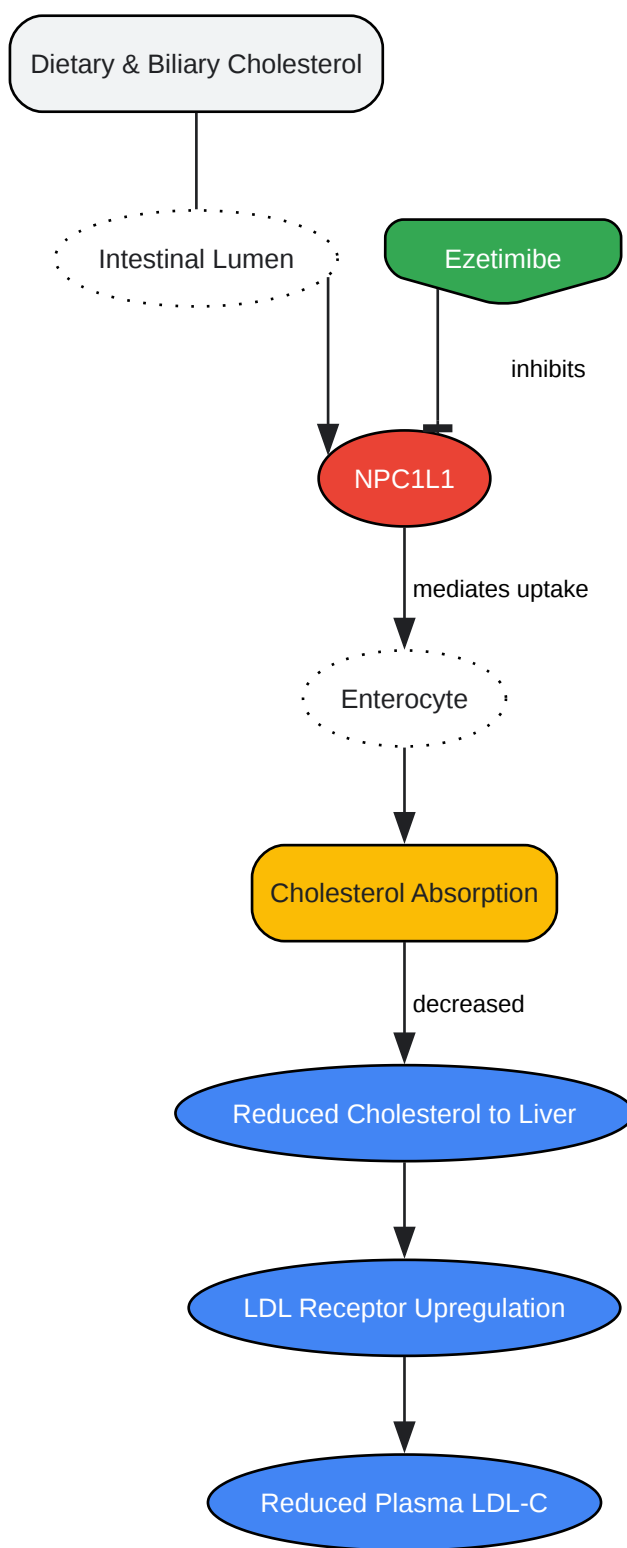 Dietary & Biliary Cholesterol
Intestinal Lumen
Ezetimibe
inhibits
NPC1L1
mediates uptake
Enterocyte
Cholesterol Absorption
decreased
Reduced Cholesterol to Liver
LDL Receptor Upregulation
Reduced Plasma LDL-C